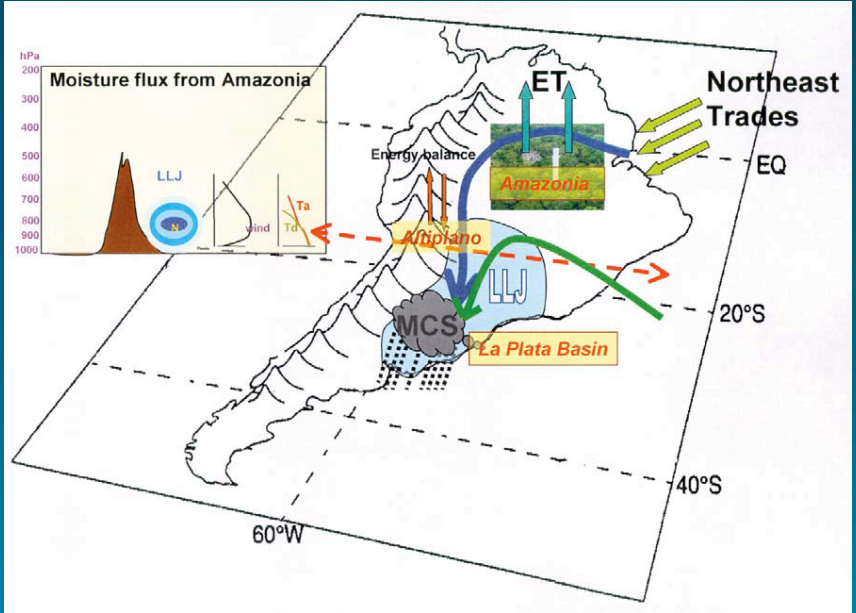 hPa
200
300
400
500
600
700
800
900
1000
Moisture flux from Amazonia
LLJ
N
wind
Ta
Td
ET
Northeast
Trades
Energy balance
Amazonia
EQ
Altiplano
LLJ
MCS
La Plata Basin
20°S
40°S
60°W